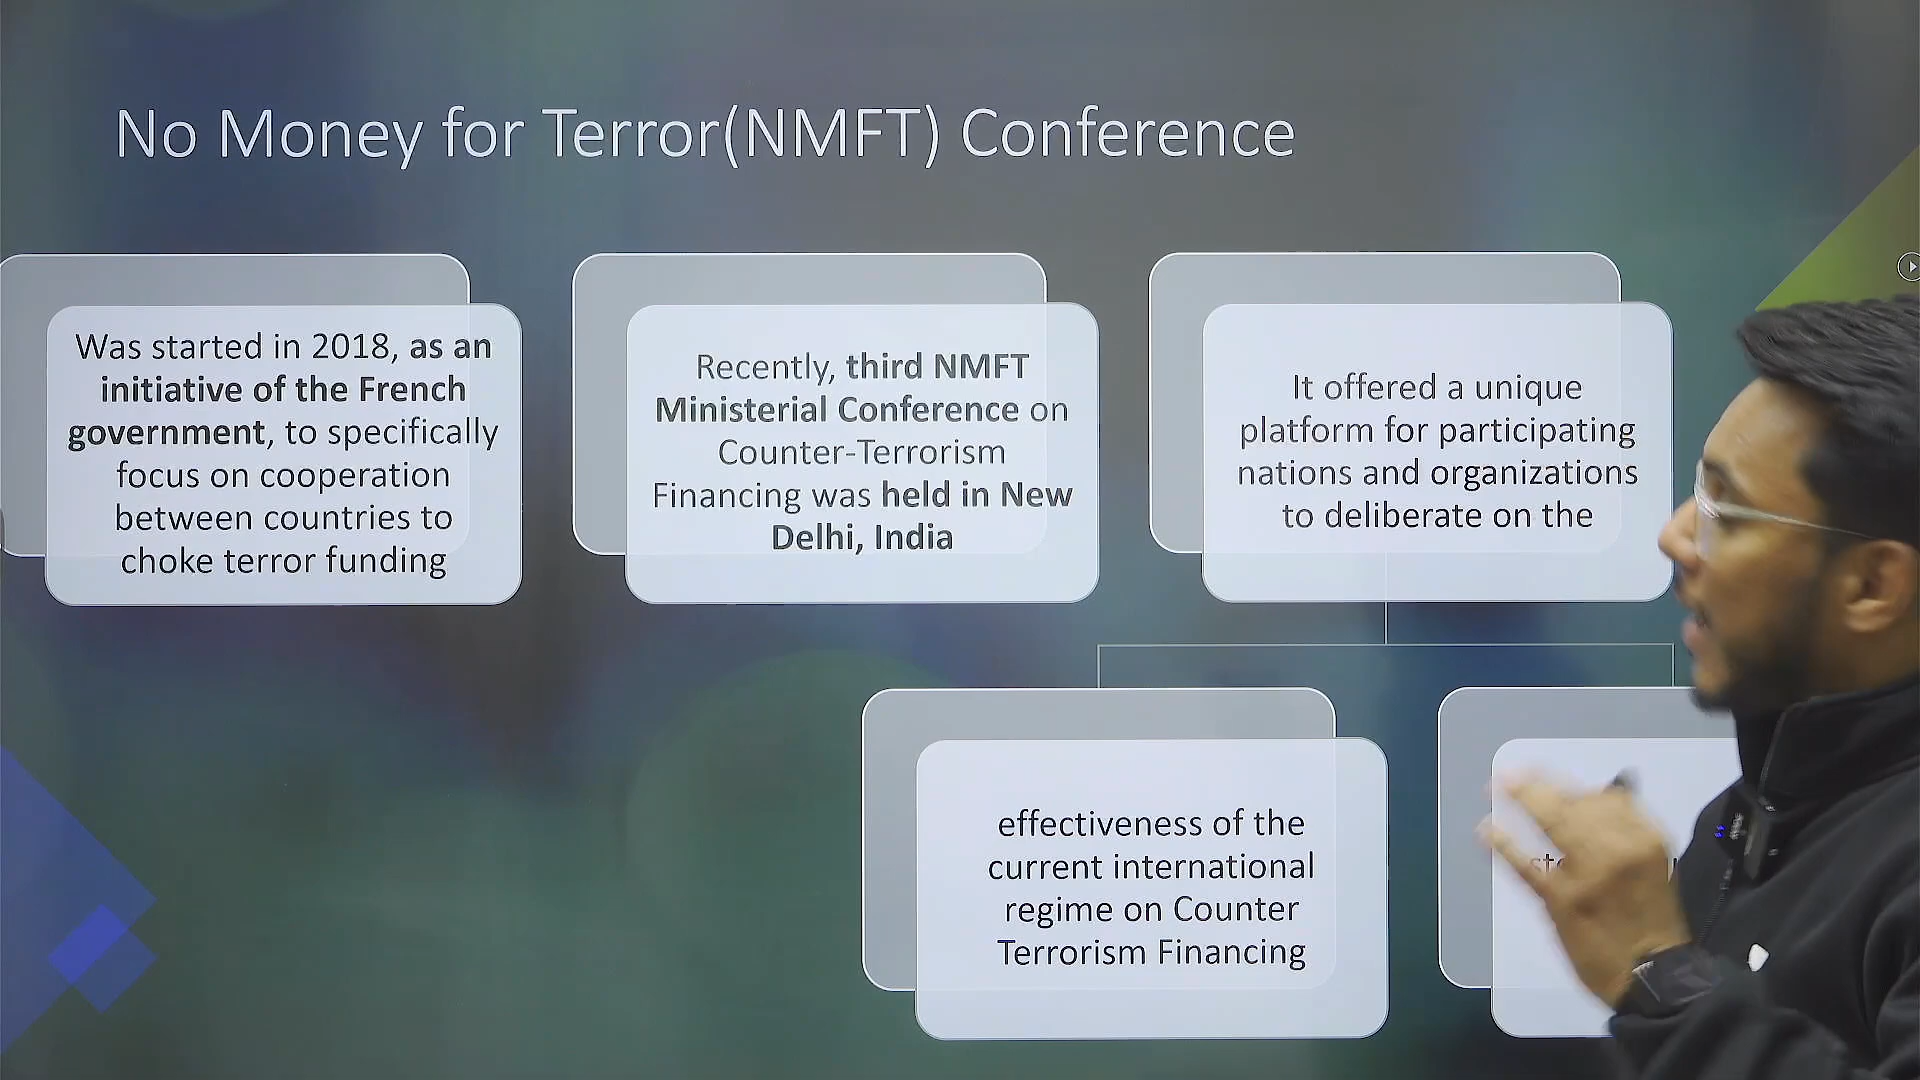 No Money for Terror(NMFT) Conference
Was started in 2018, as an
initiative of the French
government, to specifically
focus on cooperation
between countries to
choke terror funding
Recently, third NMFT
Ministerial Conference on
Counter-Terrorism
Financing was held in New
Delhi, India
It offered a unique
platform for participating
nations and organizations
to deliberate on the
effectiveness of the
current international
regime on Counter
Terrorism Financing